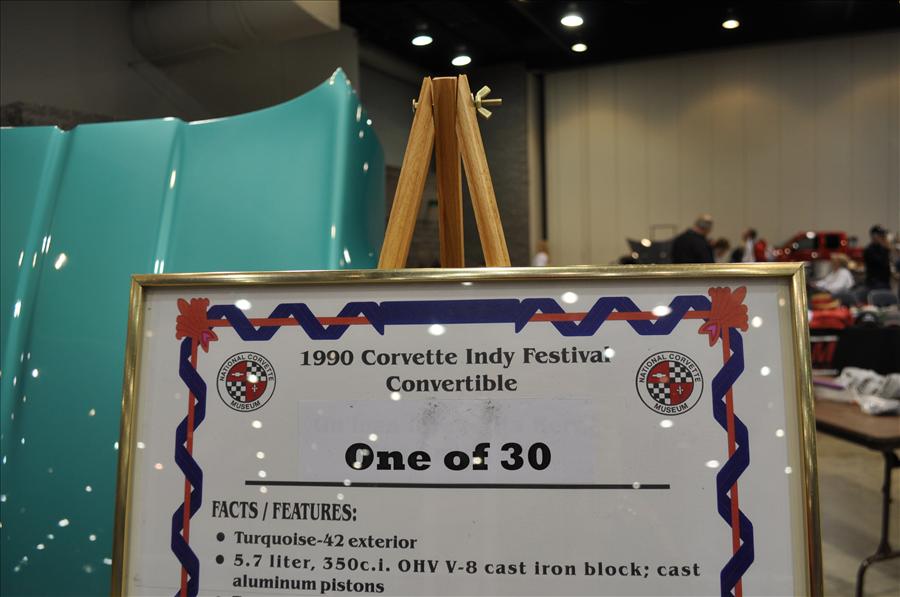 1990 Corvette Indy Festival
Convertible
NATIONAL CORVETTE
MUSEUM
NATIONAL CORVETTE
MUSEUM
One of 30
FACTS / FEATURES:
• Turquoise-42 exterior
• 5.7 liter, 350c.i. OHV V-8 cast iron block; cast
aluminum pistons